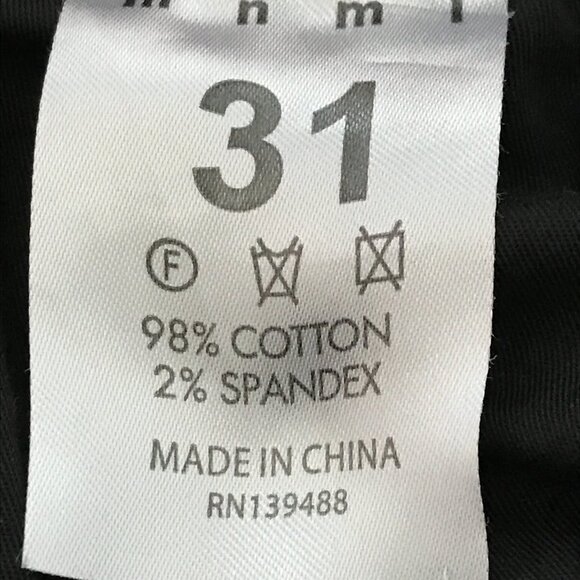 m n m l
31
F
98% COTTON
2% SPANDEX
MADE IN CHINA
RN139488